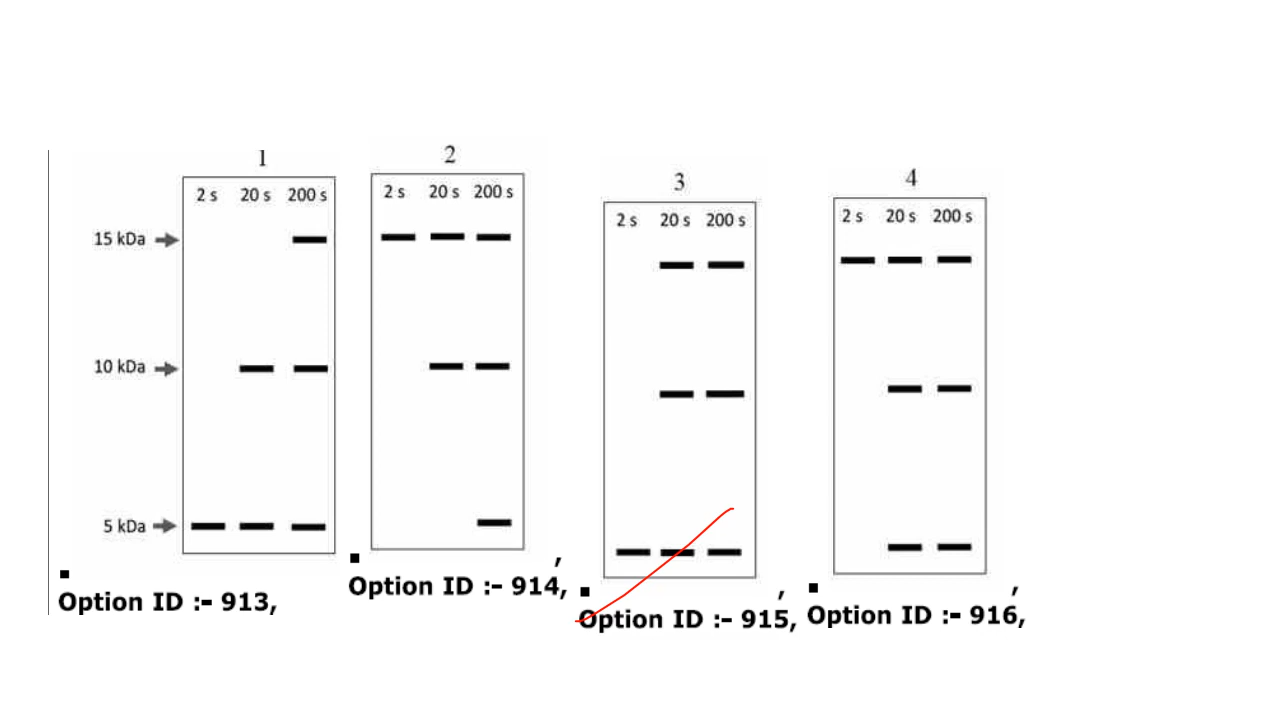 1
2 s 20 s 200 s
15 kDa
10 kDa
5 kDa
Option ID :- 913,
2
2 s 20 s 200 s
,
Option ID :- 914,
3
2 s 20 s 200 s
,
Option ID :- 915,
4
2 s 20 s 200 s
,
Option ID :- 916,